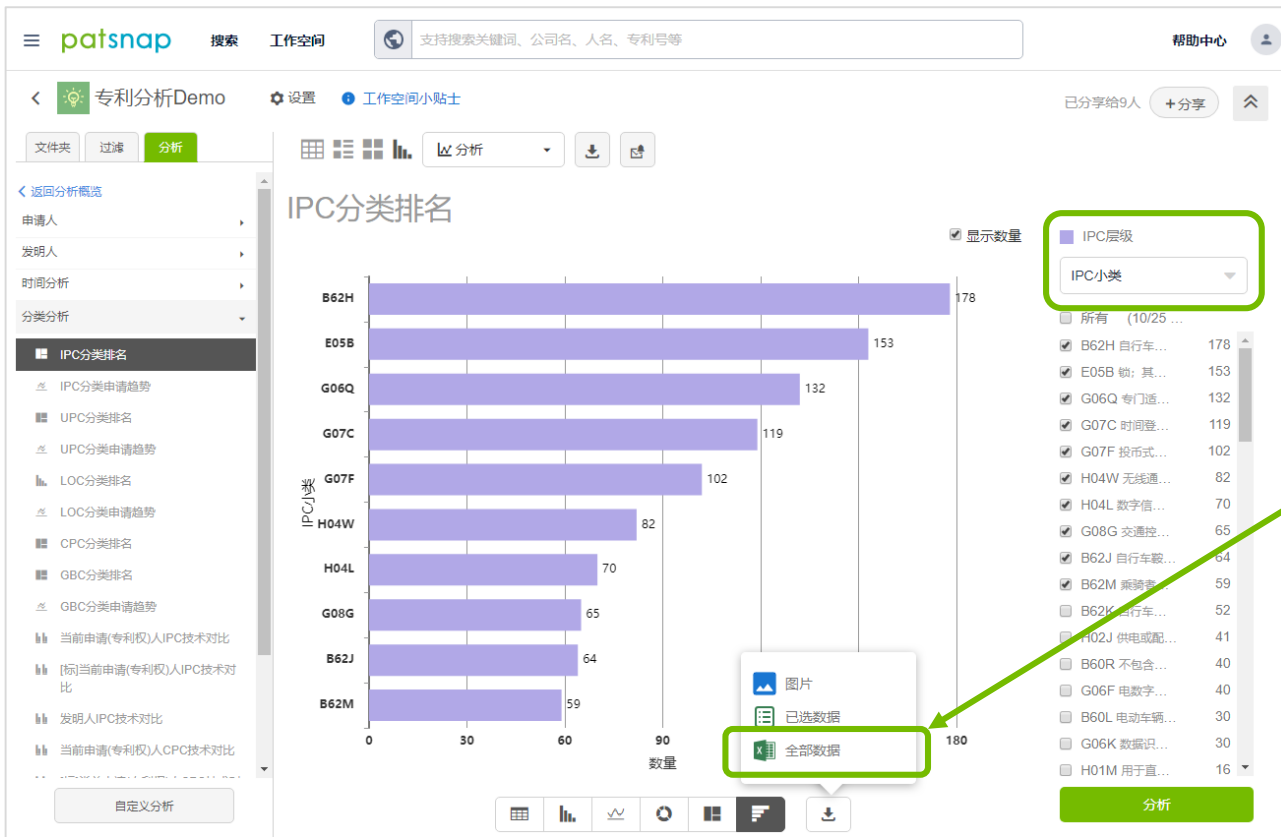 patsnap 搜索 工作空间 支持搜索关键词、公司名、人名、专利号等 帮助中心
专利分析Demo 设置 工作空间小贴士 已分享给9人 +分享
文件夹 过滤 分析 分析
返回分析概览
申请人
发明人
时间分析
分类分析
IPC分类排名
IPC分类申请趋势
UPC分类排名
UPC分类申请趋势
LOC分类排名
LOC分类申请趋势
CPC分类排名
GBC分类排名
GBC分类申请趋势
当前申请(专利权)人IPC技术对比
[标]当前申请(专利权)人IPC技术对
比
发明人IPC技术对比
当前申请(专利权)人CPC技术对比
自定义分析
IPC分类排名
显示数量
IPC小类
B62H 178
E05B 153
G06Q 132
G07C 119
G07F 102
H04W 82
H04L 70
G08G 65
B62J 64
B62M 59
0 30 60 90 180
数量
图片
已选数据
全部数据
IPC层级
IPC小类
所有 (10/25 ...
B62H 自行车... 178
E05B 锁；其... 153
G06Q 专门适... 132
G07C 时间登... 119
G07F 投币式... 102
H04W 无线通... 82
H04L 数字信... 70
G08G 交通控... 65
B62J 自行车鞍... 64
B62M 乘骑者... 59
B62K 自行车... 52
H02J 供电或配... 41
B60R 不包含... 40
G06F 电数字... 40
B60L 电动车辆... 30
G06K 数据识... 30
H01M 用于直... 16
分析